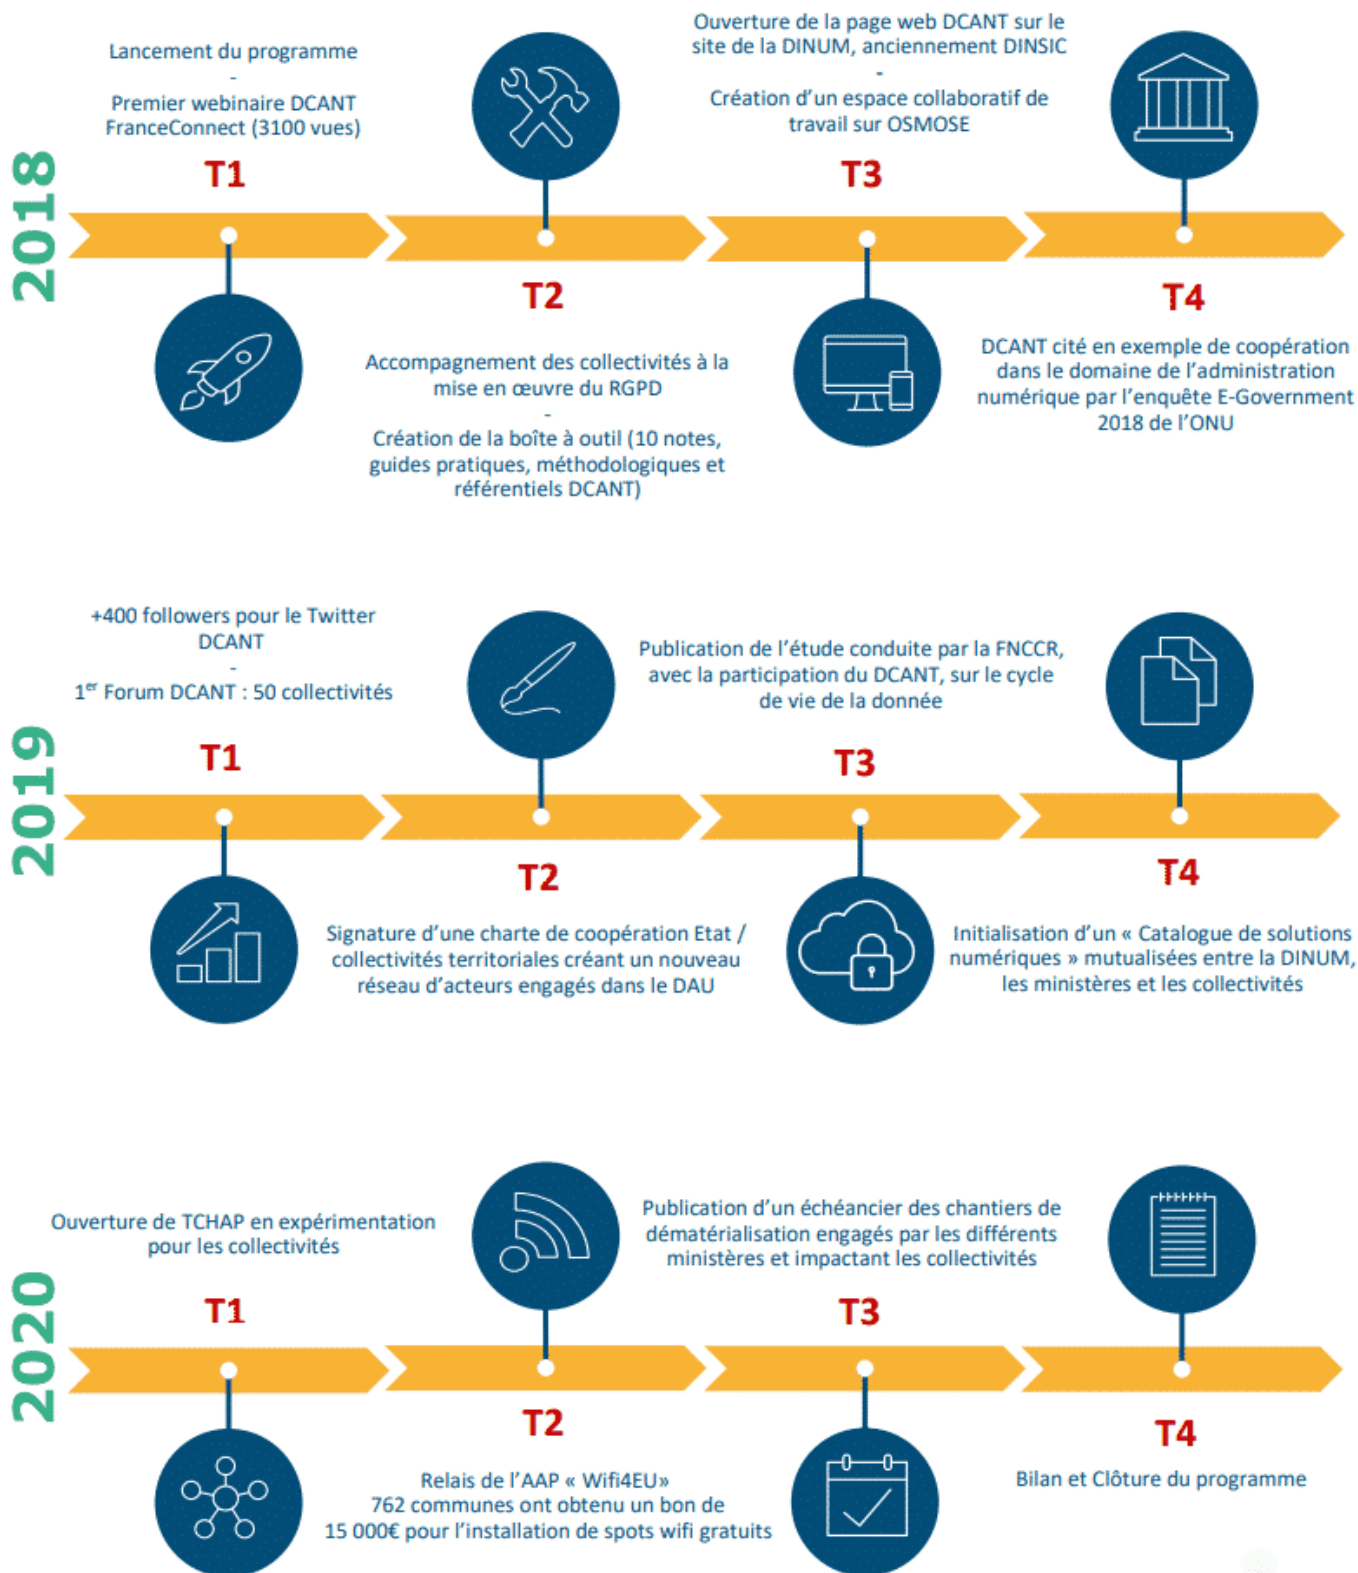 2018
Lancement du programme
-
Premier webinaire DCANT
FranceConnect (3100 vues)
T1
T2
Accompagnement des collectivités à la
mise en œuvre du RGPD
-
Création de la boîte à outil (10 notes,
guides pratiques, méthodologiques et
référentiels DCANT)
Ouverture de la page web DCANT sur le
site de la DINUM, anciennement DINSIC
-
Création d’un espace collaboratif de
travail sur OSMOSE
T3
T4
DCANT cité en exemple de coopération
dans le domaine de l’administration
numérique par l’enquête E-Government
2018 de l’ONU
2019
+400 followers pour le Twitter
DCANT
-
1er Forum DCANT : 50 collectivités
T1
T2
Signature d’une charte de coopération Etat /
collectivités territoriales créant un nouveau
réseau d’acteurs engagés dans le DAU
Publication de l’étude conduite par la FNCCR,
avec la participation du DCANT, sur le cycle
de vie de la donnée
T3
T4
Initialisation d’un « Catalogue de solutions
numériques » mutualisées entre la DINUM,
les ministères et les collectivités
2020
Ouverture de TCHAP en expérimentation
pour les collectivités
T1
T2
Relais de l’AAP « Wifi4EU»
762 communes ont obtenu un bon de
15 000€ pour l’installation de spots wifi gratuits
Publication d’un échéancier des chantiers de
dématérialisation engagés par les différents
ministères et impactant les collectivités
T3
T4
Bilan et Clôture du programme